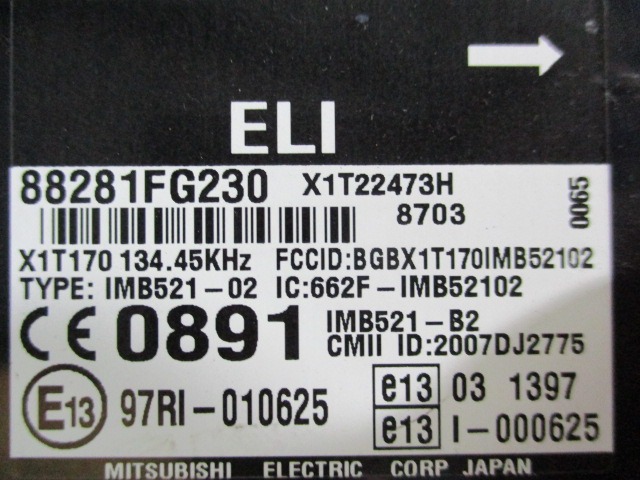 ELI
88281FG230 X1T22473H
8703
0065
X1T170 134.45KHz FCCID:BGBX1T170IMB52102
TYPE: IMB521-02 IC:662F-IMB52102
CE 0891 IMB521-B2
CMII ID:2007DJ2775
E13 97RI-010625 e13 03 1397
e13 I-000625
MITSUBISHI ELECTRIC CORP JAPAN